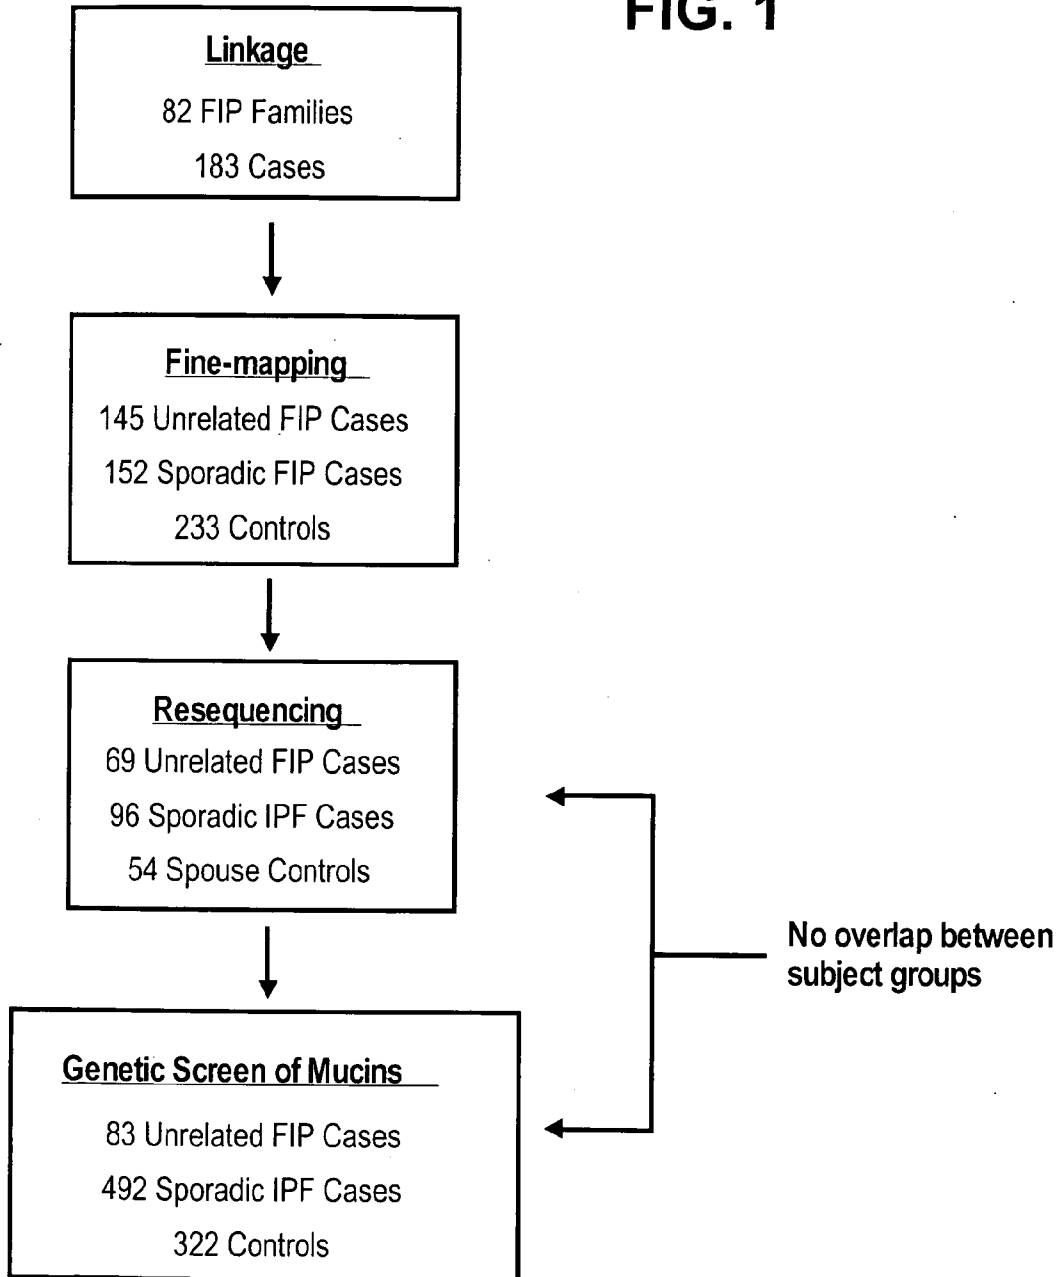 FIG. 1
Linkage
82 FIP Families
183 Cases
Fine-mapping
145 Unrelated FIP Cases
152 Sporadic FIP Cases
233 Controls
Resequencing
69 Unrelated FIP Cases
96 Sporadic IPF Cases
54 Spouse Controls
No overlap between
subject groups
Genetic Screen of Mucins
83 Unrelated FIP Cases
492 Sporadic IPF Cases
322 Controls